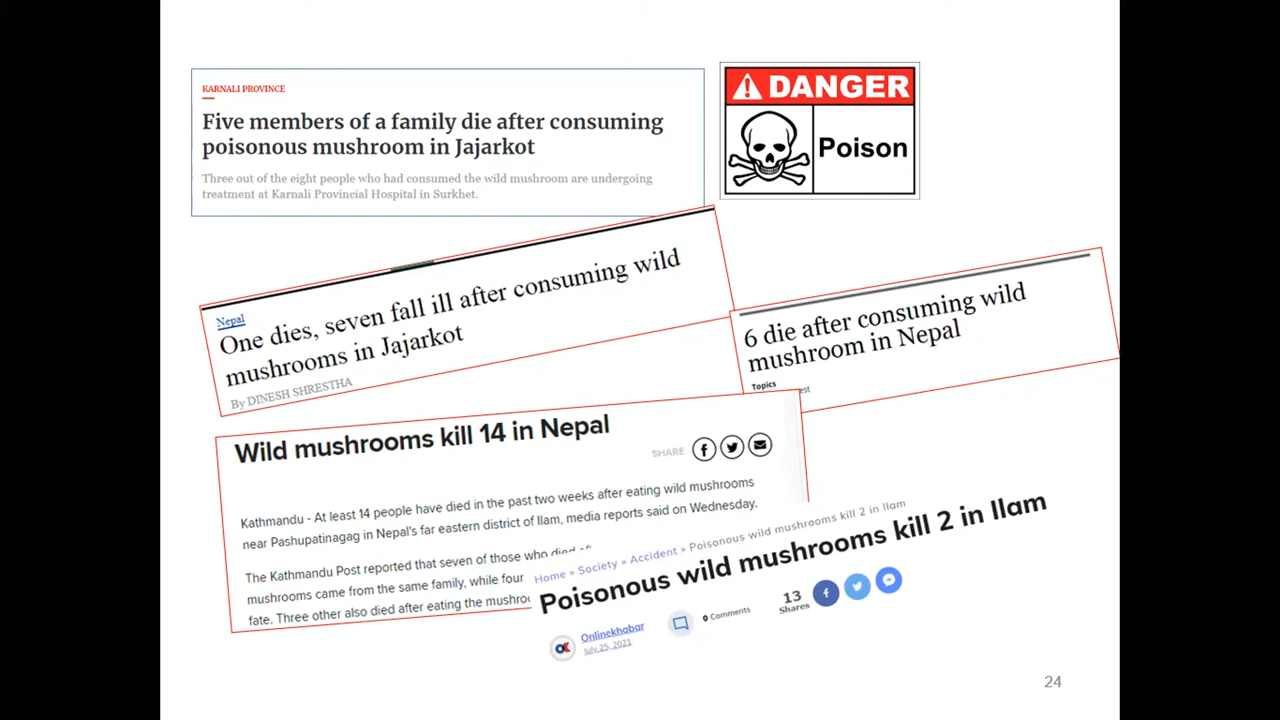 KARNALI PROVINCE
Five members of a family die after consuming
poisonous mushroom in Jajarkot
Three out of the eight people who had consumed the wild mushroom are undergoing
treatment at Karnali Provincial Hospital in Surkhet.
DANGER
Poison
Nepal
One dies, seven fall ill after consuming wild
mushrooms in Jajarkot
By DINESH SHRESTHA
6 die after consuming wild
mushroom in Nepal
Topics
Wild mushrooms kill 14 in Nepal
SHARE
Kathmandu - At least 14 people have died in the past two weeks after eating wild mushrooms
near Pashupatinagag in Nepal's far eastern district of Ilam, media reports said on Wednesday.
The Kathmandu Post reported that seven of those who died
mushrooms came from the same family, while four
fate. Three other also died after eating the
Home » Society » Accident » Poisonous wild mushrooms kill 2 in Ilam
Poisonous wild mushrooms kill 2 in Ilam
Onlinekhabar
July 25, 2021
0 Comments
13
Shares
24